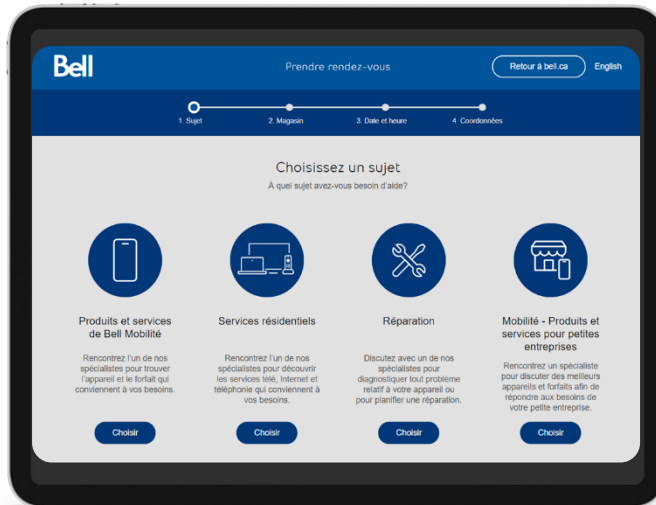 Bell
Prendre rendez-vous
Retour à bell.ca
English
1. Sujet
2. Magasin
3. Date et heure
4. Coordonnées
Choisissez un sujet
À quel sujet avez-vous besoin d'aide?
Produits et services
de Bell Mobilité
Rencontrez l'un de nos
spécialistes pour trouver
l'appareil et le forfait qui
conviennent à vos besoins.
Choisir
Services résidentiels
Rencontrez l'un de nos
spécialistes pour découvrir
les services télé, Internet et
téléphonie qui conviennent à
vos besoins.
Choisir
Réparation
Discutez avec un de nos
spécialistes pour
diagnostiquer tout problème
relatif à votre appareil ou
pour planifier une réparation.
Choisir
Mobilité - Produits et
services pour petites
entreprises
Rencontrez un spécialiste
pour discuter des meilleurs
appareils et forfaits afin de
répondre aux besoins de
votre petite entreprise.
Choisir